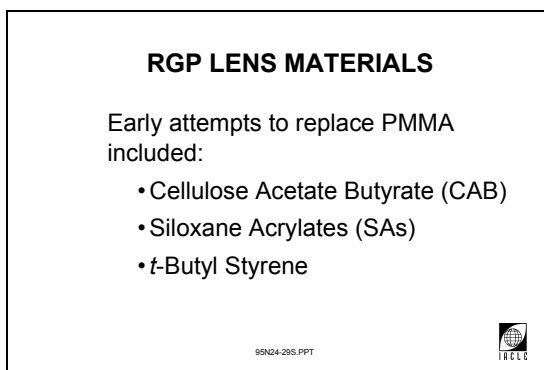 RGP LENS MATERIALS
Early attempts to replace PMMA
included:
• Cellulose Acetate Butyrate (CAB)
• Siloxane Acrylates (SAs)
• t-Butyl Styrene
95N24-29S.PPT
IACLE